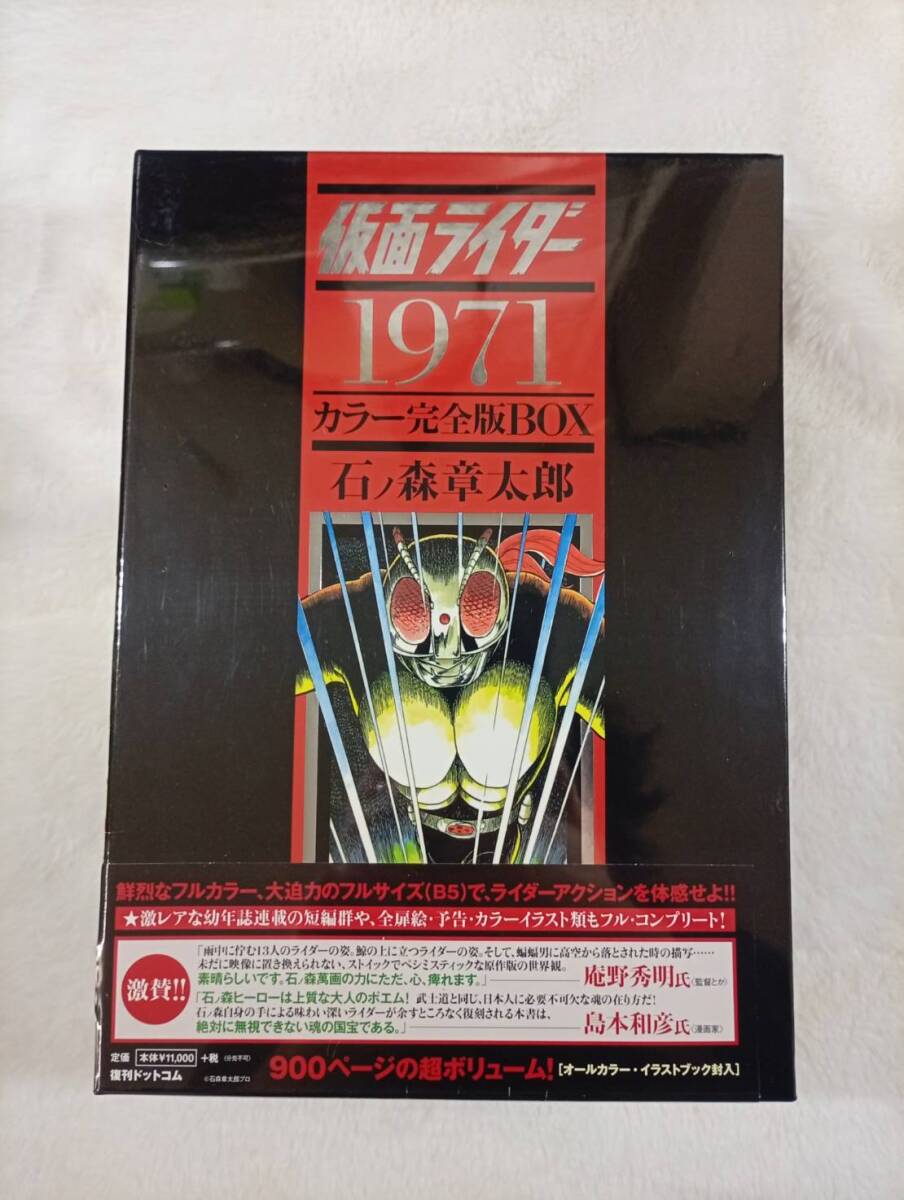 仮面ライダー
1971
カラー完全版BOX
石ノ森章太郎
鮮烈なフルカラー、大迫力のフルサイズ(B5)で、ライダーアクションを体感せよ!!
★激レアな幼年誌連載の短編群や、全扉絵・予告・カラーイラスト類もフル・コンプリート!
激賛!!
「雨中に佇む13人のライダーの姿。鯨の上に立つライダーの姿。そして、蝙蝠男に高空から落とされた時の描写……
未だに映像に置き換えられない、ストイックでペシミスティックな原作版の世界観。
素晴らしいです。石ノ森萬画の力にただ、心、痺れます。」 庵野秀明氏〈監督とか〉
「石ノ森ヒーローは上質な大人のポエム! 武士道と同じ、日本人に必要不可欠な魂の在り方だ!
石ノ森自身の手による味わい深いライダーが余すところなく復刻される本書は、
絶対に無視できない魂の国宝である。」 島本和彦氏〈漫画家〉
定価 本体¥11,000 +税 (分売不可)
復刊ドットコム ©石森章太郎プロ
900ページの超ボリューム! [オールカラー・イラストブック封入]